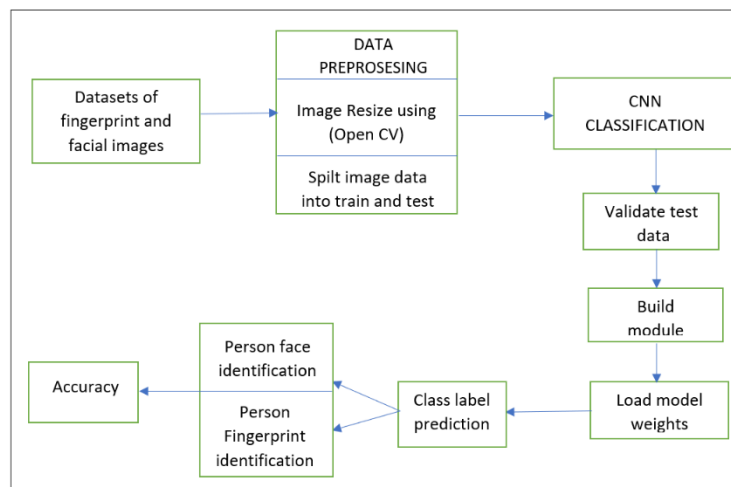 Datasets of
fingerprint and
facial images
DATA
PREPROSESING
Image Resize using
(Open CV)
Spilt image data
into train and test
CNN
CLASSIFICATION
Validate test
data
Build
module
Load model
weights
Class label
prediction
Person face
identification
Person
Fingerprint
identification
Accuracy